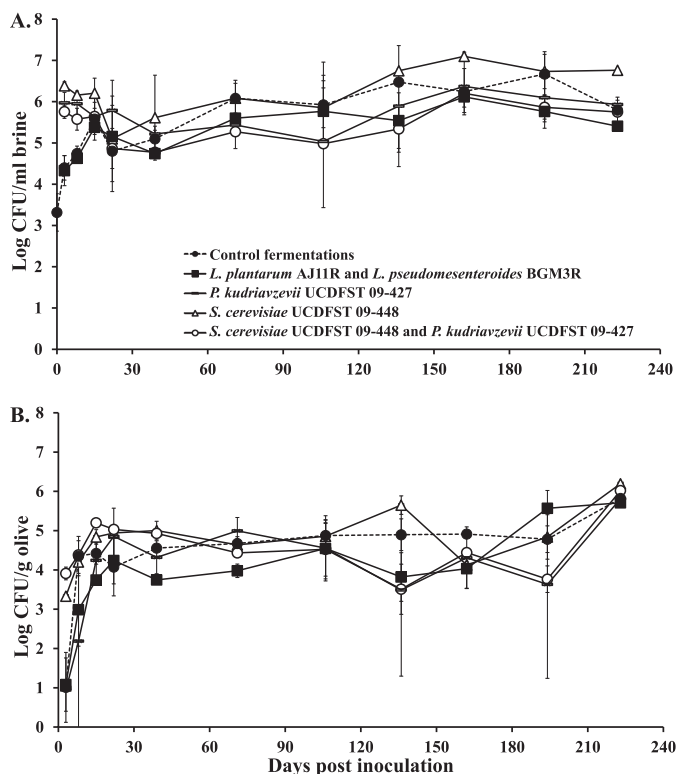 A.
8
7
6
5
4
3
2
1
0
Log CFU/ml brine
Control fermentations
L. plantarum AJ11R and L. pseudomesenteroides BGM3R
P. kudriavzevii UCDFST 09-427
S. cerevisiae UCDFST 09-448
S. cerevisiae UCDFST 09-448 and P. kudriavzevii UCDFST 09-427
0 30 60 90 120 150 180 210 240
B.
8
7
6
5
4
3
2
1
0
Log CFU/g olive
0 30 60 90 120 150 180 210 240
Days post inoculation